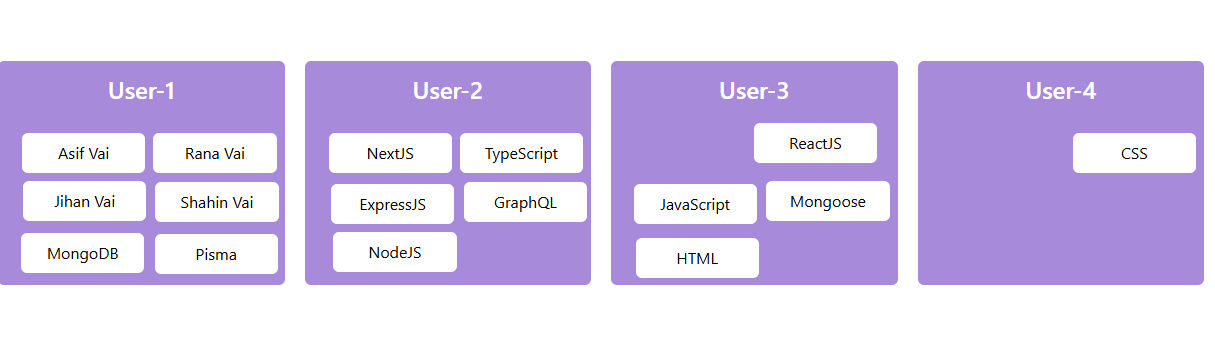 User-1
Asif Vai
Rana Vai
Jihan Vai
Shahin Vai
MongoDB
Pisma
User-2
NextJS
TypeScript
ExpressJS
GraphQL
NodeJS
User-3
ReactJS
JavaScript
Mongoose
HTML
User-4
CSS